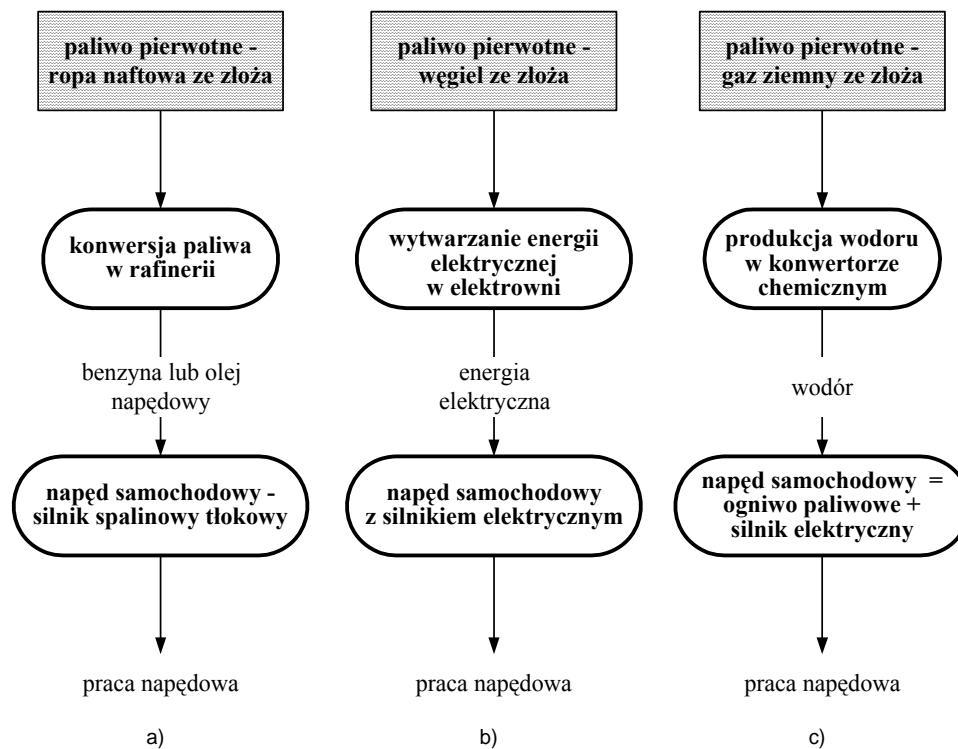 paliwo pierwotne -
ropa naftowa ze złoża
konwersja paliwa
w rafinerii
benzyna lub olej
napędowy
napęd samochodowy -
silnik spalinowy tłokowy
praca napędowa
a)
paliwo pierwotne -
węgiel ze złoża
wytwarzanie energii
elektrycznej
w elektrowni
energia
elektryczna
napęd samochodowy
z silnikiem elektrycznym
praca napędowa
b)
paliwo pierwotne -
gaz ziemny ze złoża
produkcja wodoru
w konwertorze
chemicznym
wodór
napęd samochodowy =
ogniwo paliwowe +
silnik elektryczny
praca napędowa
c)